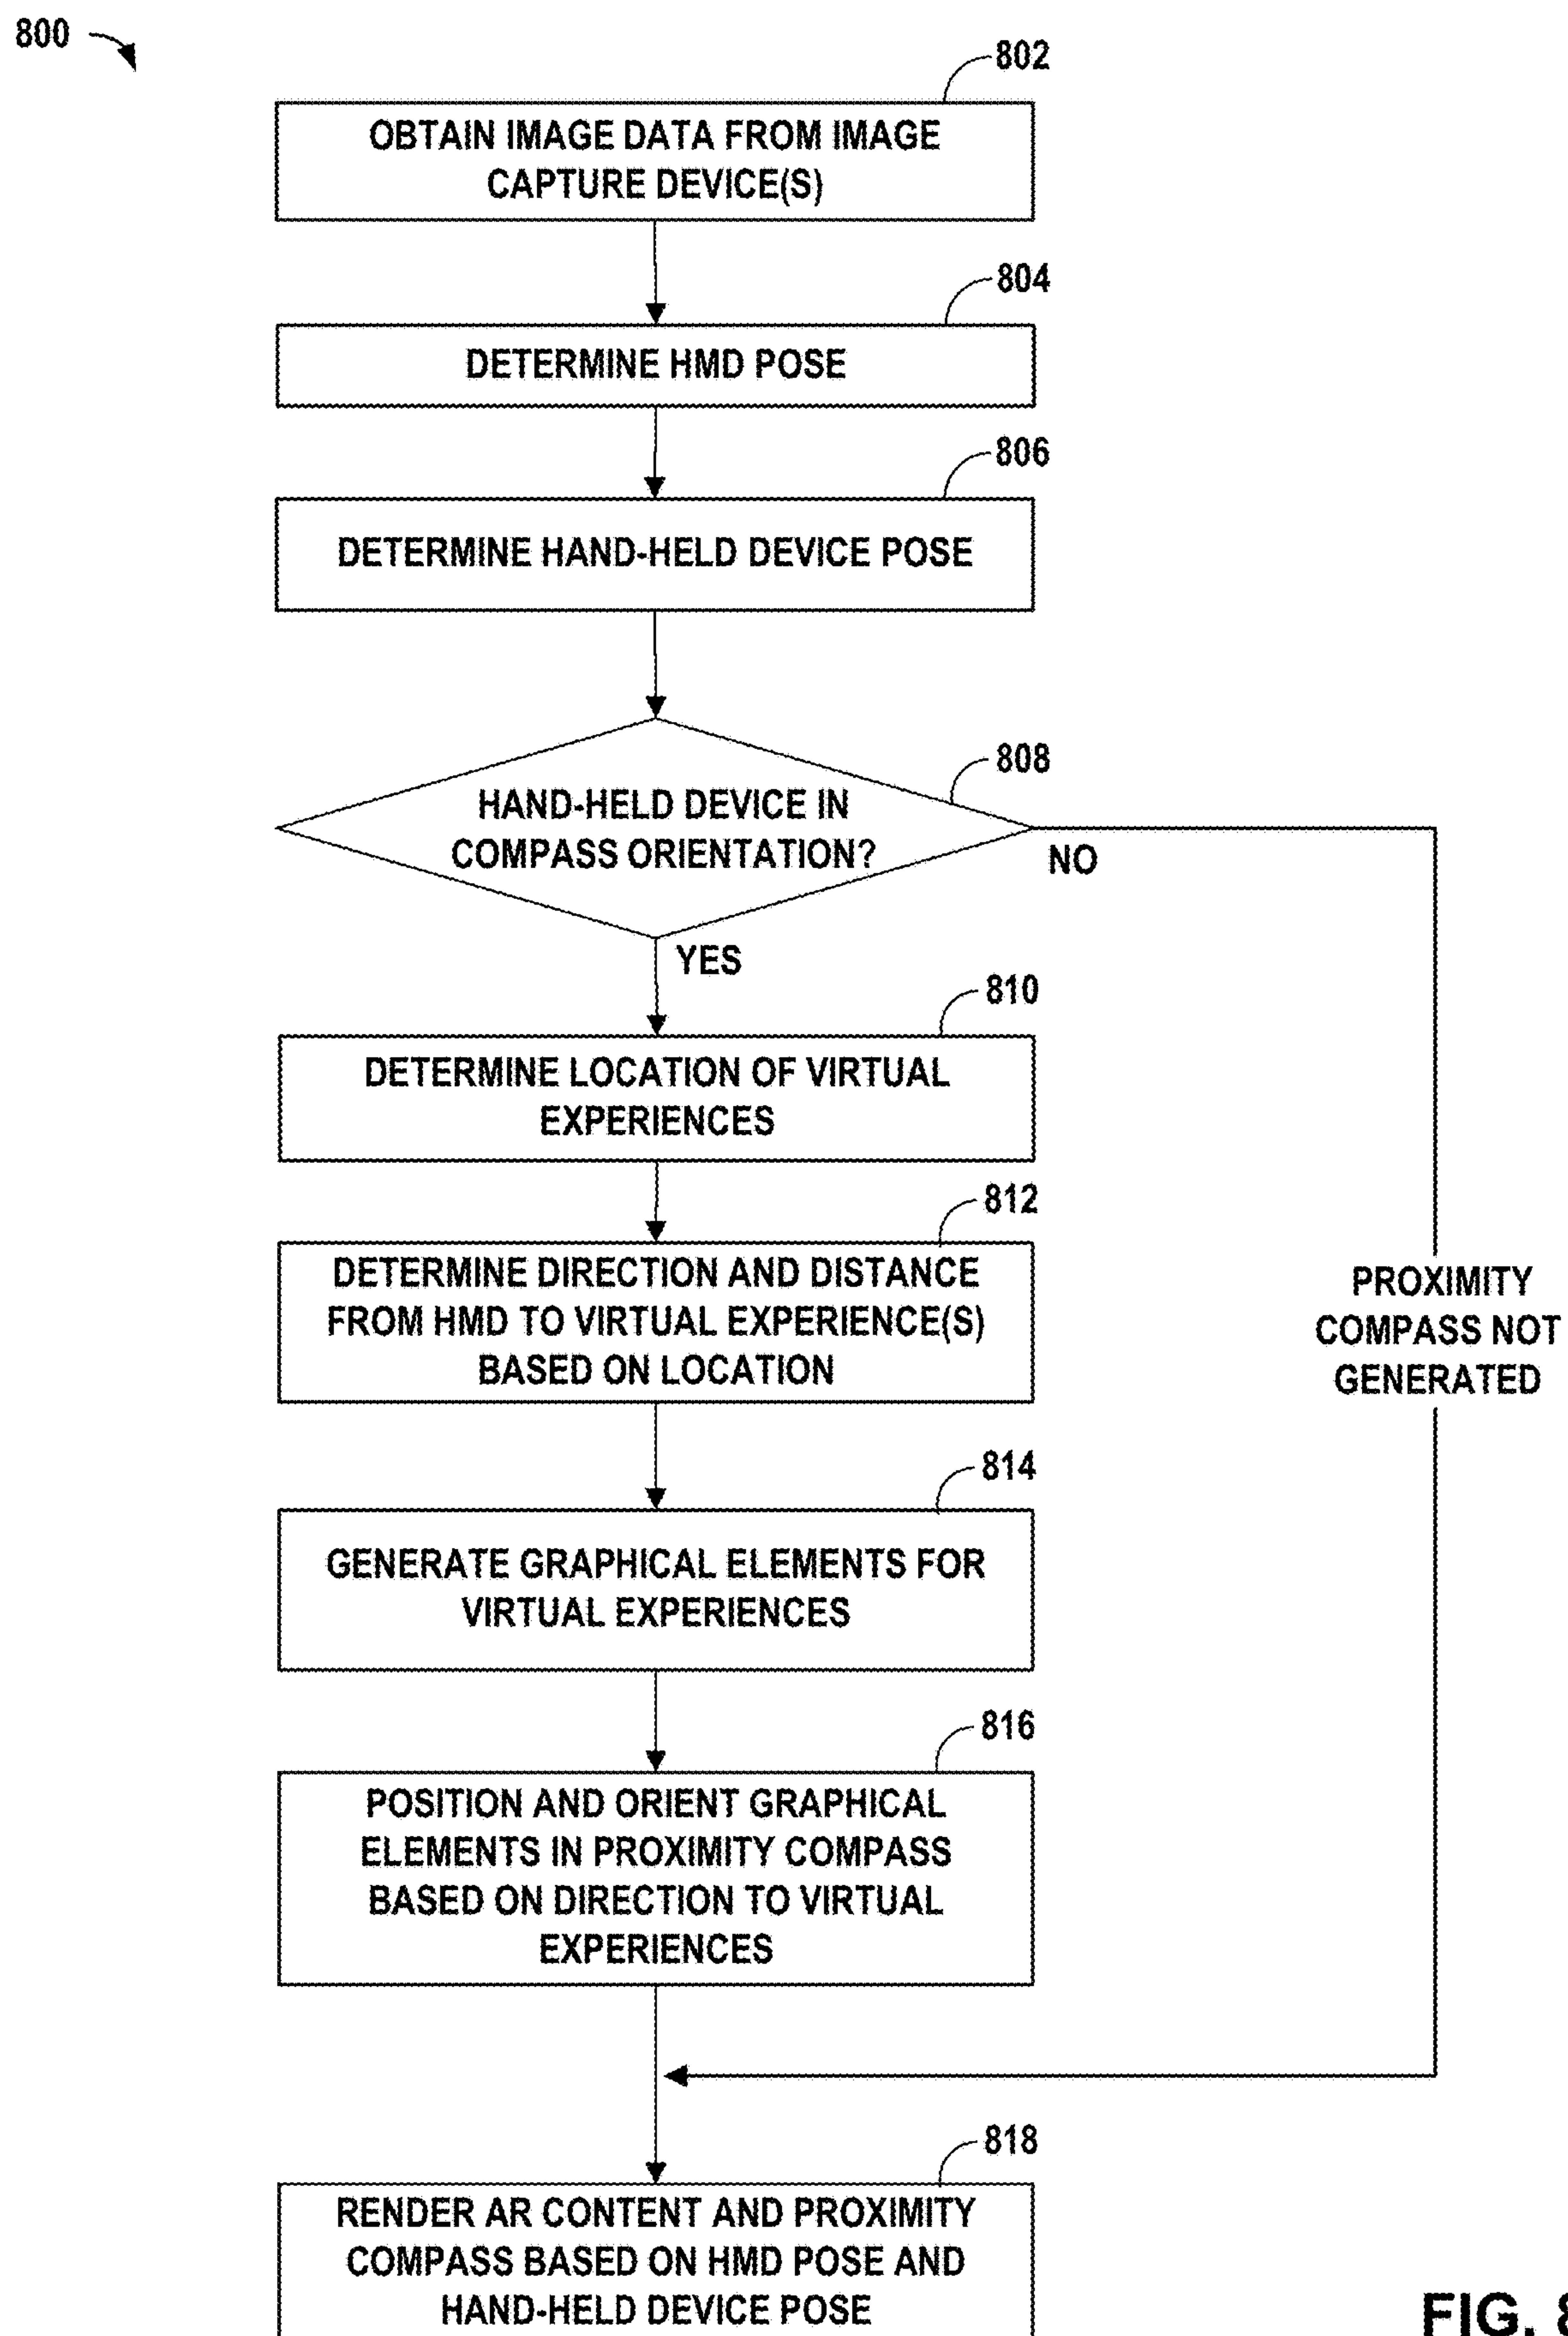 800
802
OBTAIN IMAGE DATA FROM IMAGE
CAPTURE DEVICE(S)
804
DETERMINE HMD POSE
806
DETERMINE HAND-HELD DEVICE POSE
808
HAND-HELD DEVICE IN
COMPASS ORIENTATION?
NO
YES
810
DETERMINE LOCATION OF VIRTUAL
EXPERIENCES
812
DETERMINE DIRECTION AND DISTANCE
FROM HMD TO VIRTUAL EXPERIENCE(S)
BASED ON LOCATION
PROXIMITY
COMPASS NOT
GENERATED
814
GENERATE GRAPHICAL ELEMENTS FOR
VIRTUAL EXPERIENCES
816
POSITION AND ORIENT GRAPHICAL
ELEMENTS IN PROXIMITY COMPASS
BASED ON DIRECTION TO VIRTUAL
EXPERIENCES
818
RENDER AR CONTENT AND PROXIMITY
COMPASS BASED ON HMD POSE AND
HAND-HELD DEVICE POSE
FIG. 8